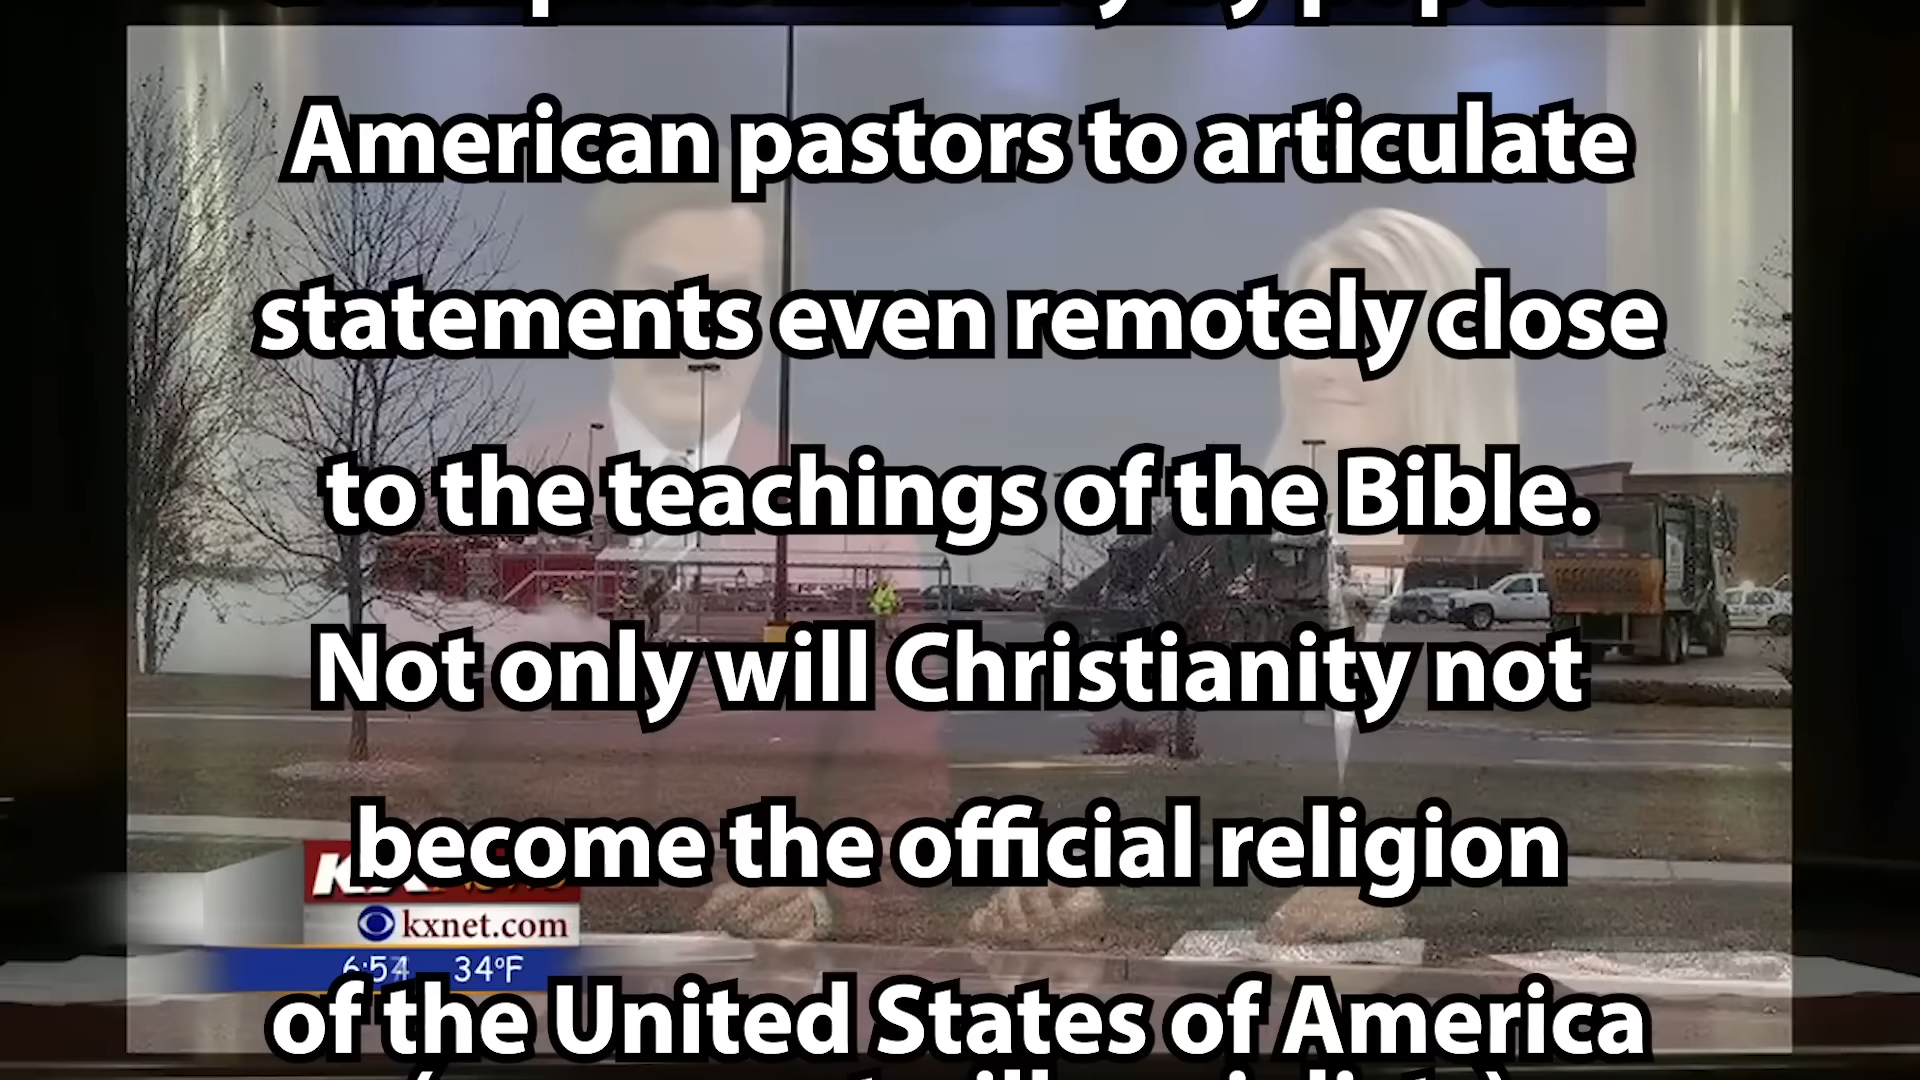 American pastors to articulate
statements even remotely close
to the teachings of the Bible.
Not only will Christianity not
become the official religion
kxnet.com
6:54 34°F
of the United States of America